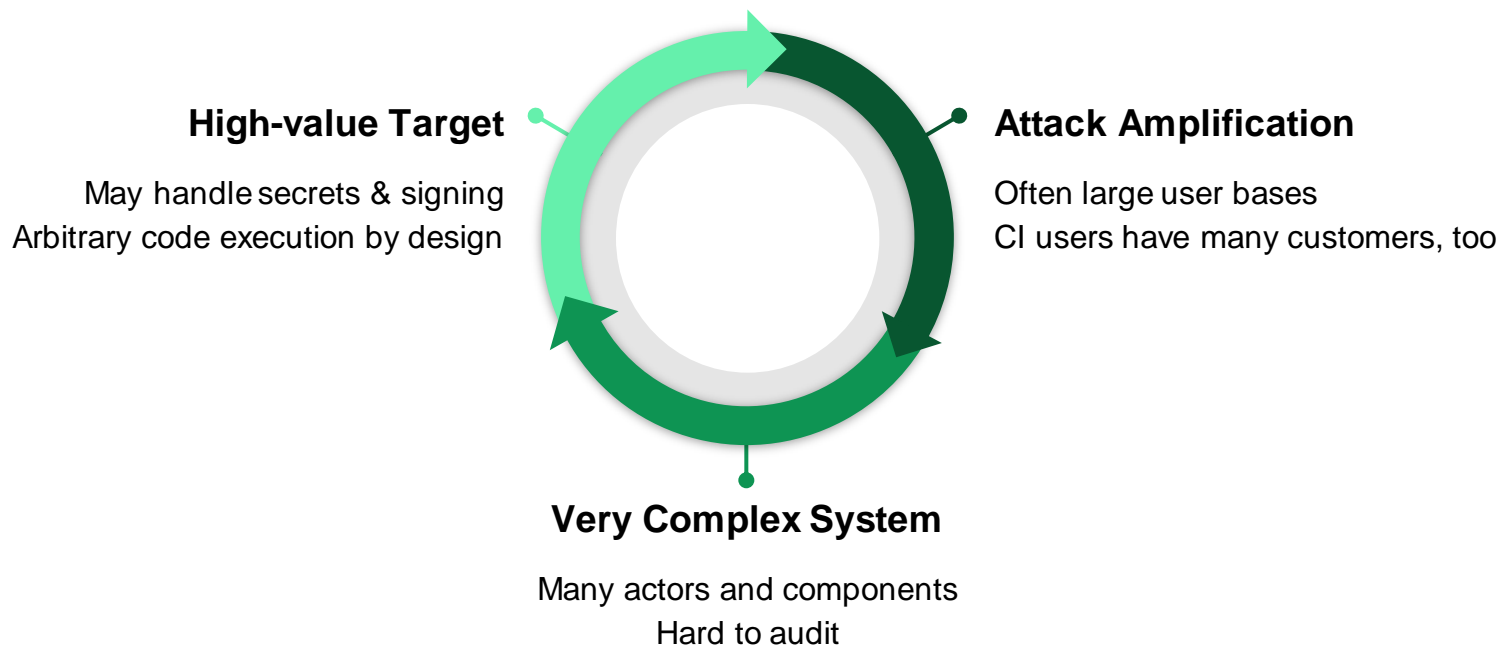 High-value Target
May handle secrets & signing
Arbitrary code execution by design
Attack Amplification
Often large user bases
CI users have many customers, too
Very Complex System
Many actors and components
Hard to audit